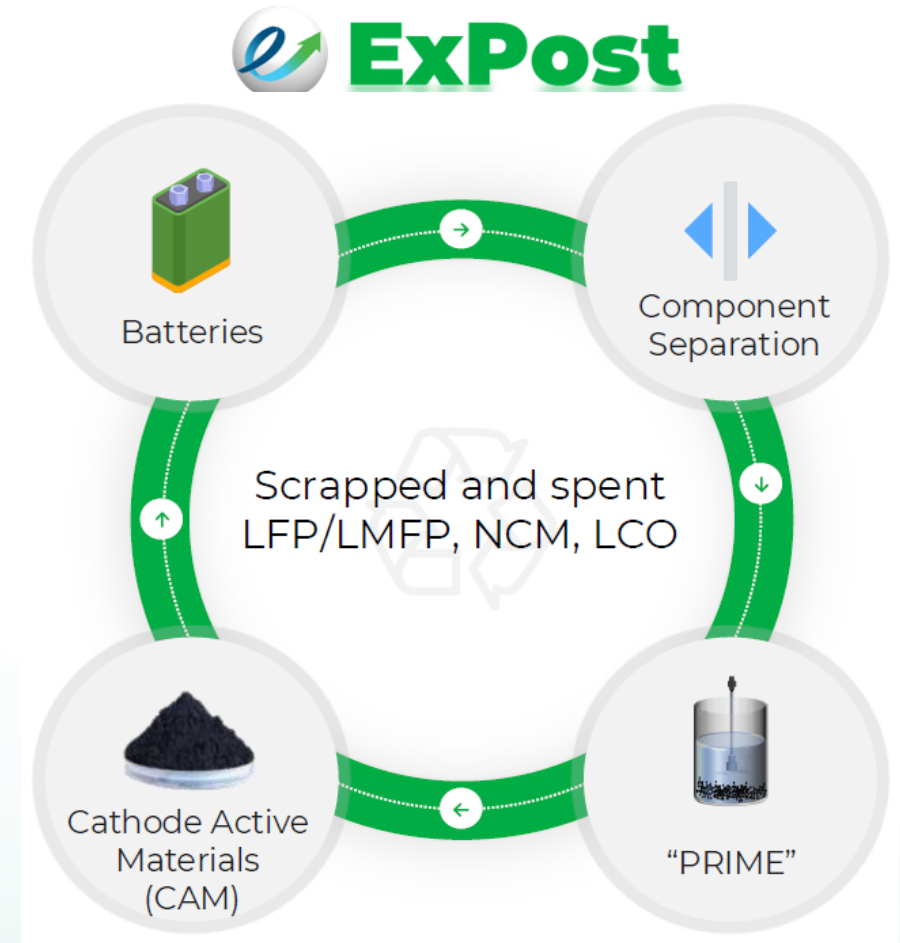 ExPost
Batteries
Component
Separation
Scrapped and spent
LFP/LMFP, NCM, LCO
Cathode Active
Materials
(CAM)
“PRIME”